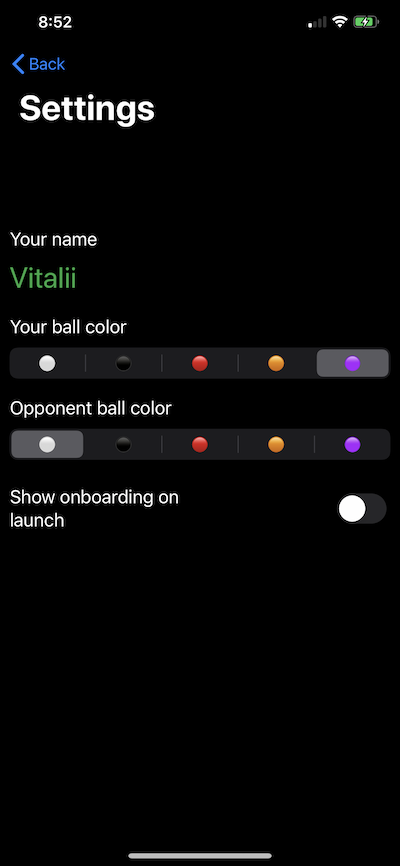 8:52
Back
Settings
Your name
Vitalii
Your ball color
Opponent ball color
Show onboarding on
launch